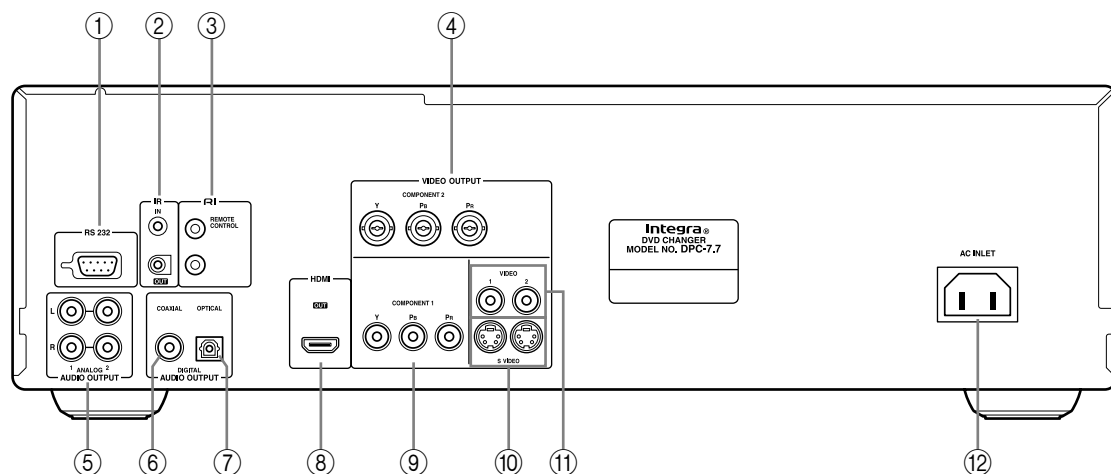 ① ② ③ ④
VIDEO OUTPUT
COMPONENT 2
Y PB PR
IR
IN
OUT
RI
REMOTE
CONTROL
RS 232
Integra®
DVD CHANGER
MODEL NO. DPC-7.7
AC INLET
HDMI
OUT
VIDEO
1 2
S VIDEO
COMPONENT 1
Y PB PR
L
R
1 ANALOG 2
AUDIO OUTPUT
COAXIAL OPTICAL
DIGITAL
AUDIO OUTPUT
⑤ ⑥ ⑦ ⑧ ⑨ ⑩ ⑪ ⑫